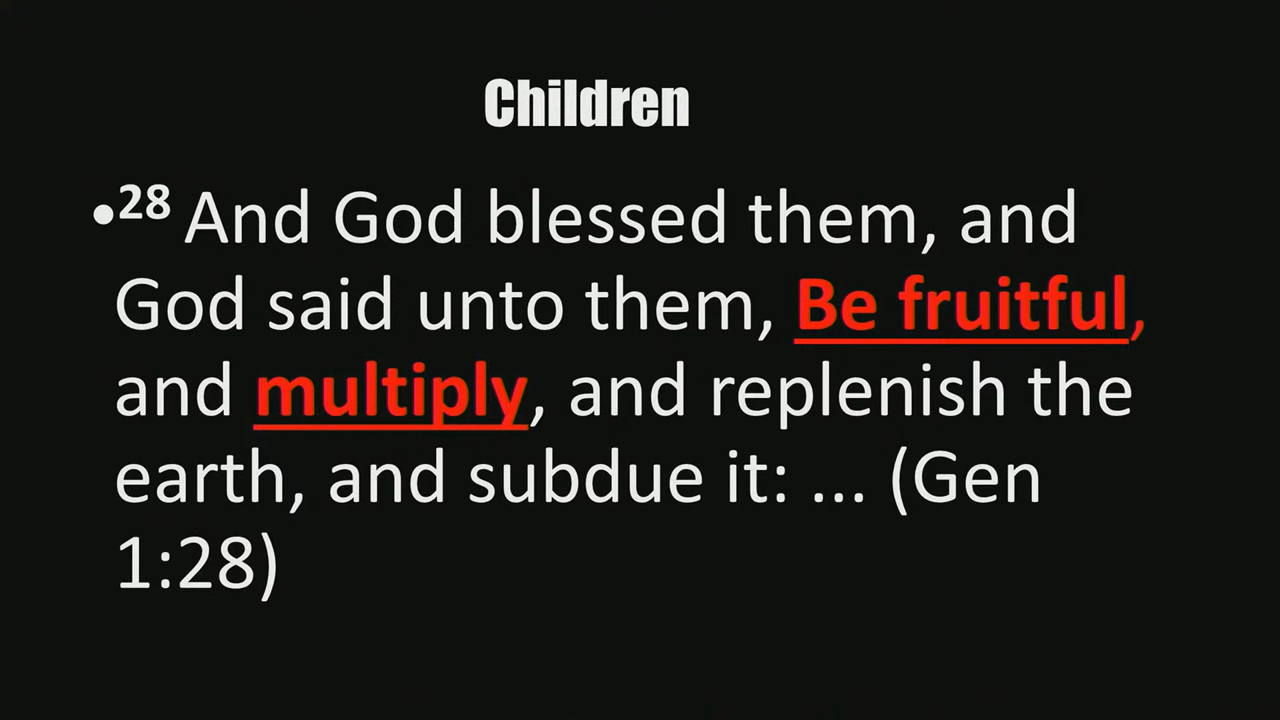 Children
•28 And God blessed them, and
God said unto them, Be fruitful,
and multiply, and replenish the
earth, and subdue it: ... (Gen
1:28)